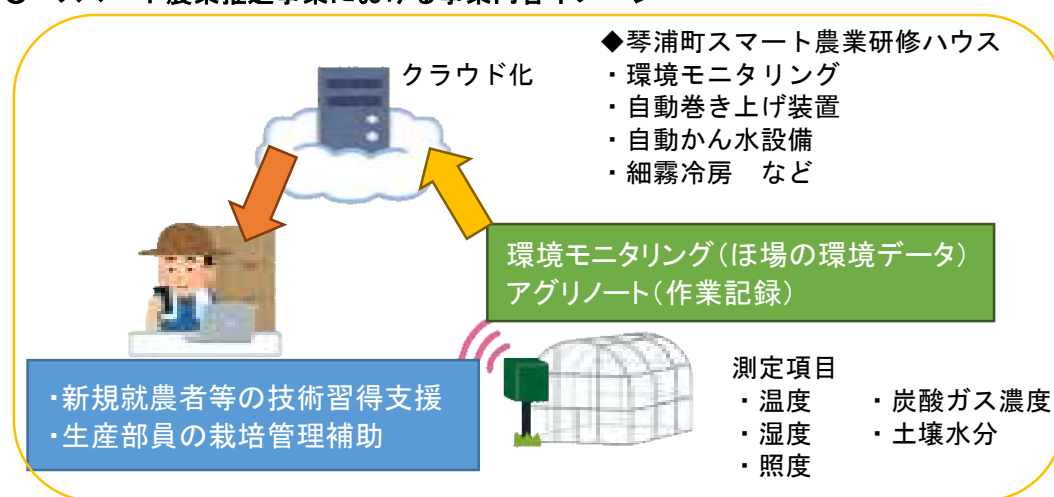 クラウド化
◆琴浦町スマート農業研修ハウス
・環境モニタリング
・自動巻き上げ装置
・自動かん水設備
・細霧冷房　など
環境モニタリング(ほ場の環境データ)
アグリノート(作業記録)
・新規就農者等の技術習得支援
・生産部員の栽培管理補助
測定項目
・温度　　・炭酸ガス濃度
・湿度　　・土壌水分
・照度